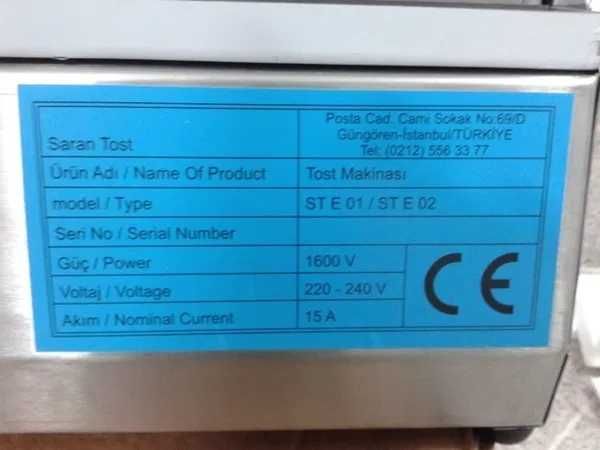 Saran Tost
Posta Cad. Cami Sokak No:69/D
Güngören-İstanbul/TÜRKİYE
Tel: (0212) 556 33 77
Ürün Adı / Name Of Product Tost Makinası
model / Type ST E 01 / ST E 02
Seri No / Serial Number
Güç / Power 1600 V
Voltaj / Voltage 220 - 240 V
Akım / Nominal Current 15 A
CE